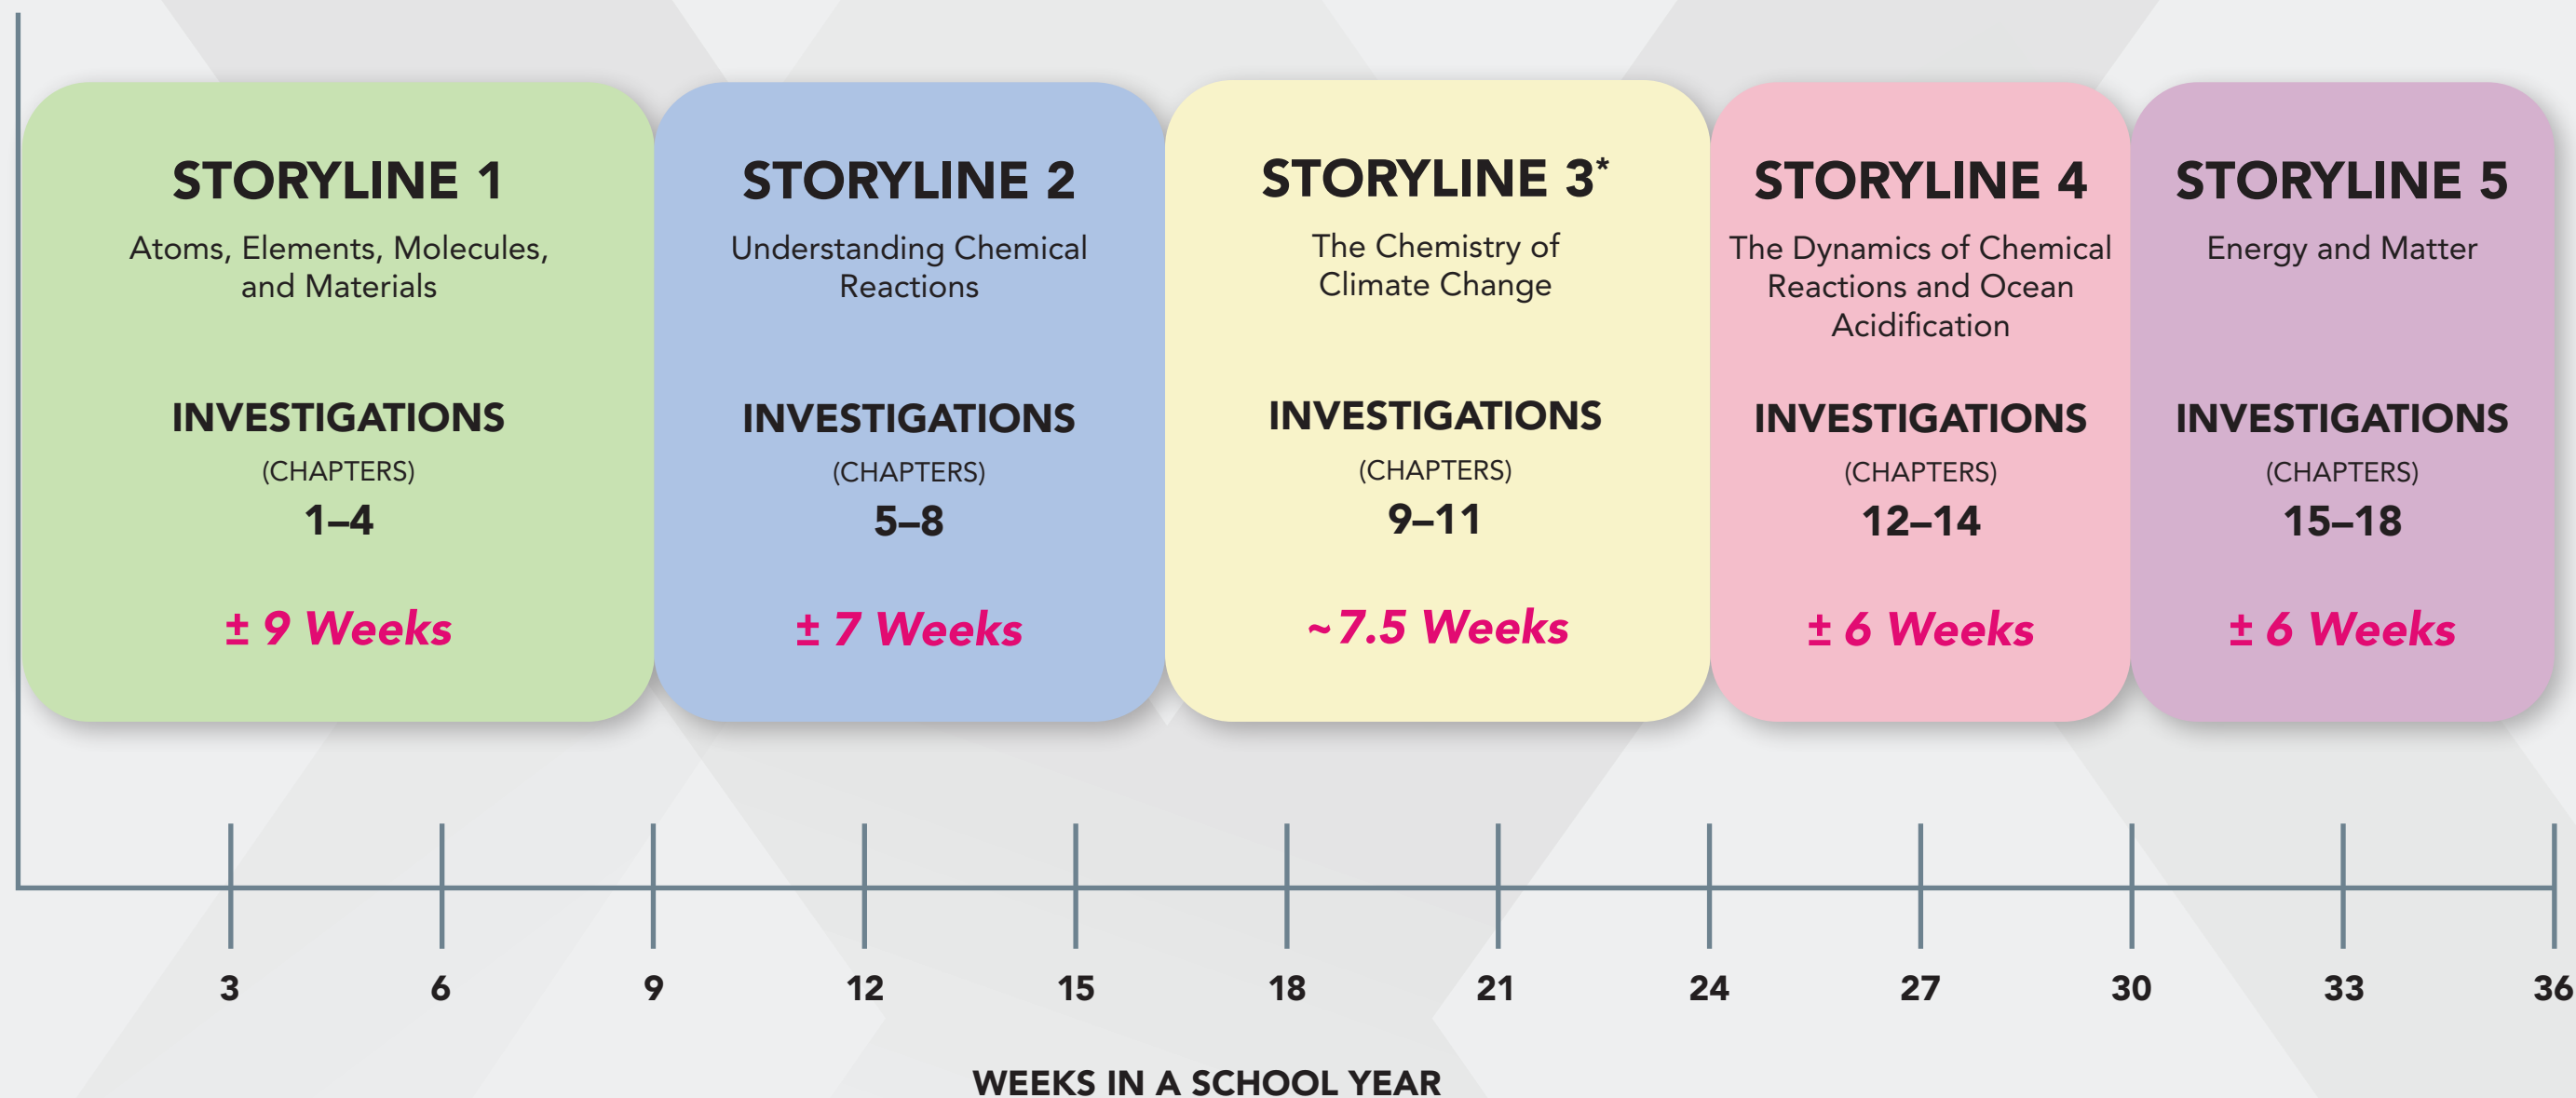 STORYLINE 1
Atoms, Elements, Molecules,
and Materials
INVESTIGATIONS
(CHAPTERS)
1–4
± 9 Weeks
STORYLINE 2
Understanding Chemical
Reactions
INVESTIGATIONS
(CHAPTERS)
5–8
± 7 Weeks
STORYLINE 3*
The Chemistry of
Climate Change
INVESTIGATIONS
(CHAPTERS)
9–11
~7.5 Weeks
STORYLINE 4
The Dynamics of Chemical
Reactions and Ocean
Acidification
INVESTIGATIONS
(CHAPTERS)
12–14
± 6 Weeks
STORYLINE 5
Energy and Matter
INVESTIGATIONS
(CHAPTERS)
15–18
± 6 Weeks
3 6 9 12 15 18 21 24 27 30 33 36
WEEKS IN A SCHOOL YEAR